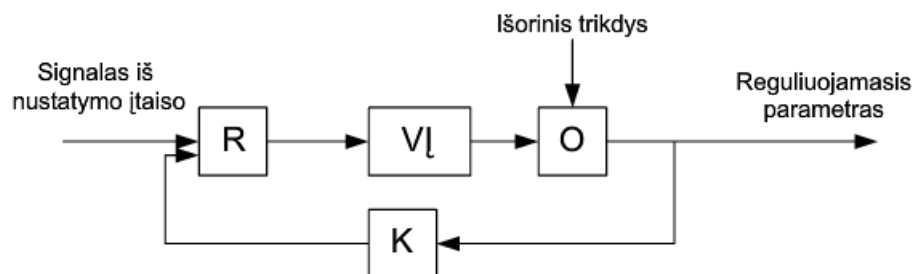 Išorinis trikdys
Signalas iš
nustatymo įtaiso
Reguliuojamasis
parametras
R
VĮ
O
K